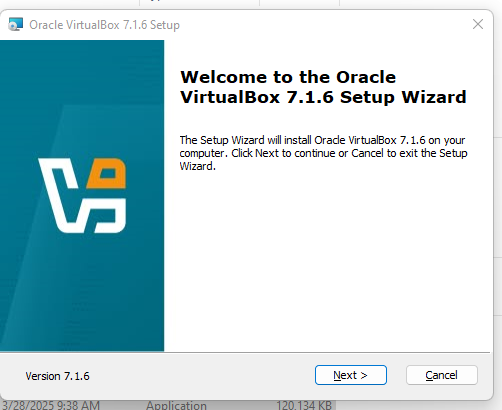 Oracle VirtualBox 7.1.6 Setup
Welcome to the Oracle
VirtualBox 7.1.6 Setup Wizard
The Setup Wizard will install Oracle VirtualBox 7.1.6 on your
computer. Click Next to continue or Cancel to exit the Setup
Wizard.
Version 7.1.6
Next >
Cancel
3/28/2025 9:38 AM
Application
120,134 KB